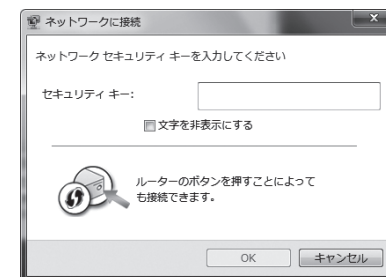 ネットワークに接続
ネットワーク セキュリティ キーを入力してください
セキュリティ キー:
文字を非表示にする
ルーターのボタンを押すことによって
も接続できます。
OK キャンセル